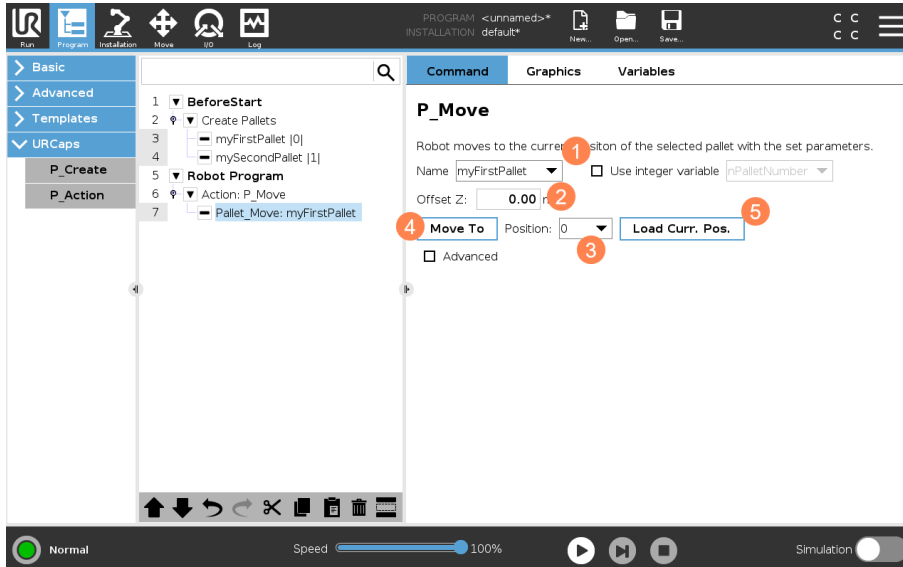 PROGRAM <unnamed>*
INSTALLATION default*
UR
Run
Program
Installation
Move
I/O
Log
New...
Open...
Save...
C C
C C
Basic
Advanced
Templates
URCaps
P_Create
P_Action
1 BeforeStart
2 Create Pallets
3 myFirstPallet |0|
4 mySecondPallet |1|
5 Robot Program
6 Action: P_Move
7 Pallet_Move: myFirstPallet
Command Graphics Variables
P_Move
Robot moves to the curre siton of the selected pallet with the set parameters.
1
Name myFirstPallet Use integer variable nPalletNumber
Offset Z: 0.00
2
4 Move To Position: 0 Load Curr. Pos. 5
3
Advanced
Normal
Speed 100%
Simulation